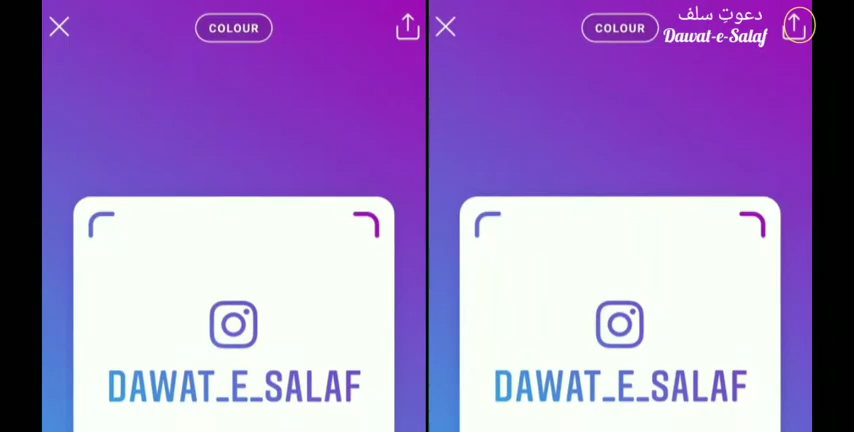 COLOUR
DAWAT_E_SALAF
COLOUR
دعوتِ سلف
Dawat-e-Salaf
DAWAT_E_SALAF